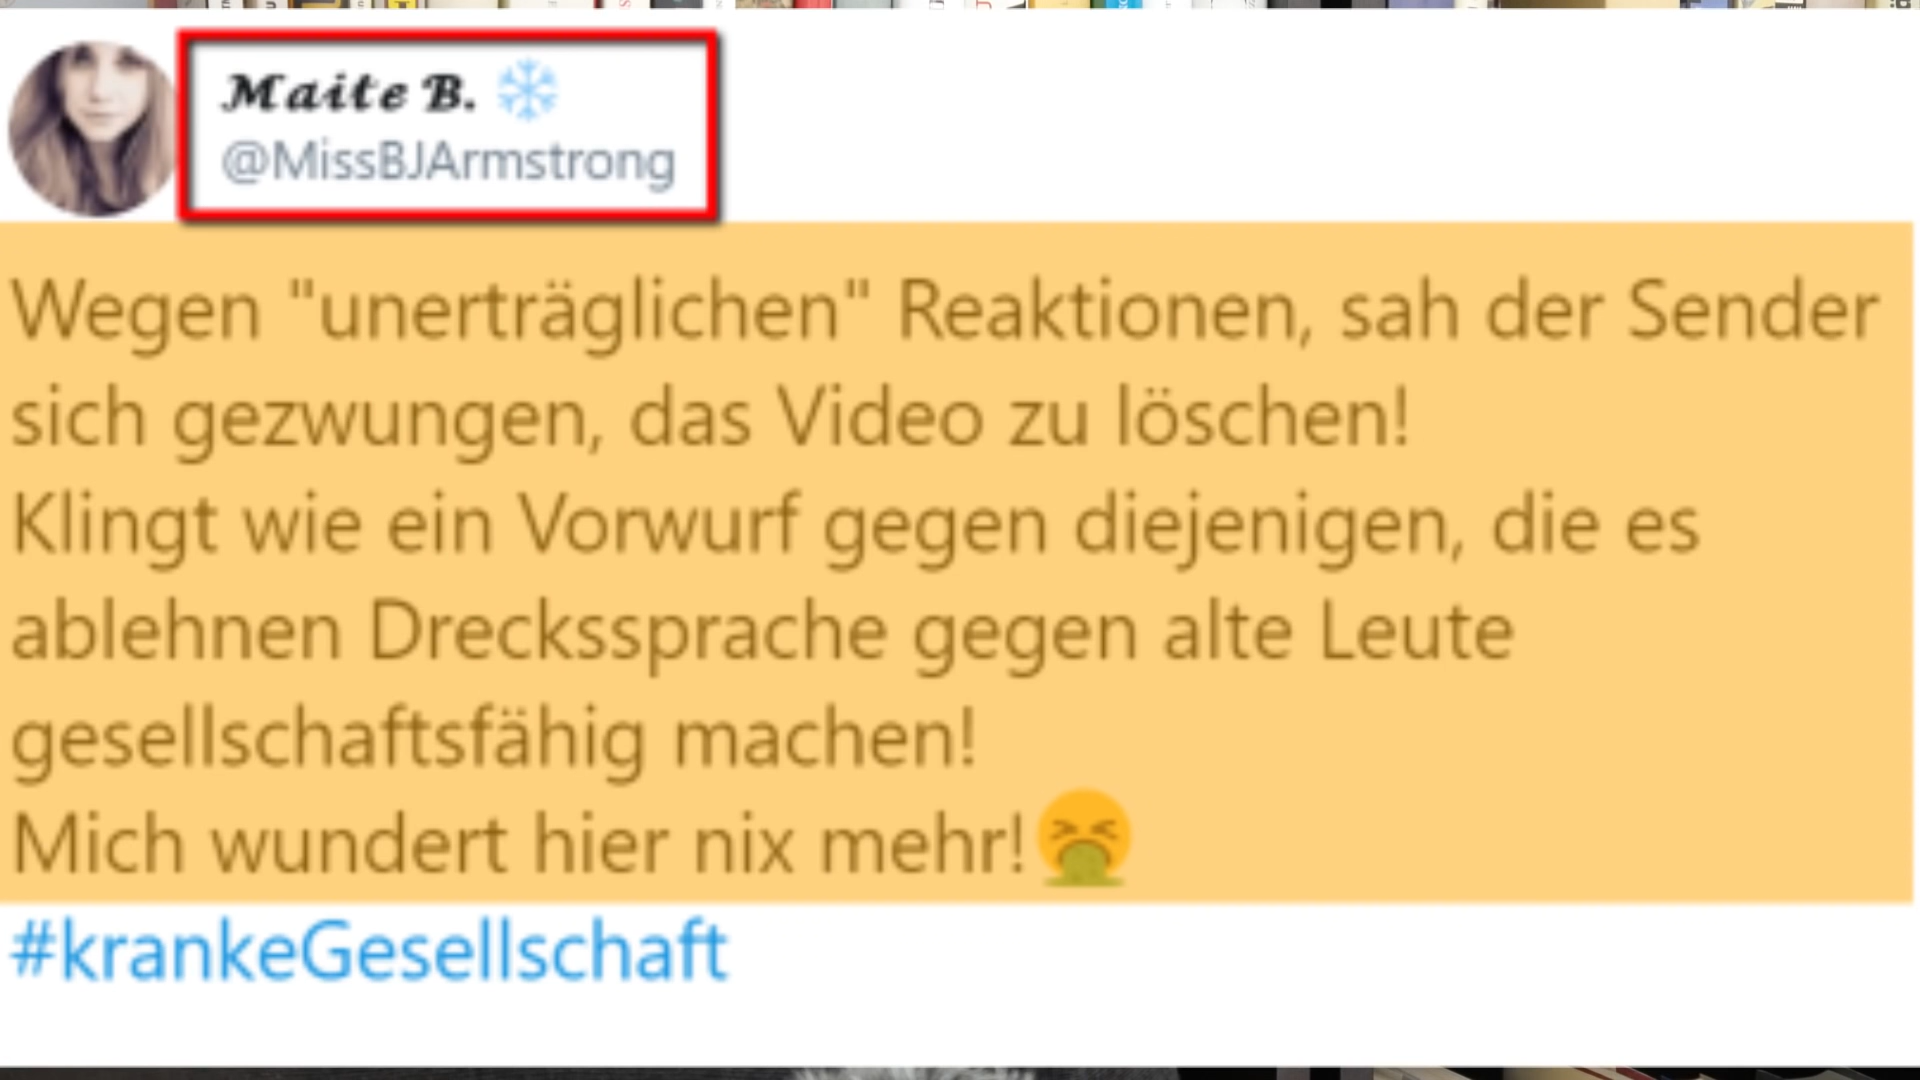 Maite B. ❄
@MissBJArmstrong
Wegen "unerträglichen" Reaktionen, sah der Sender
sich gezwungen, das Video zu löschen!
Klingt wie ein Vorwurf gegen diejenigen, die es
ablehnen Deckssprache gegen alte Leute
gesellschaftsfähig machen!
Mich wundert hier nix mehr!🤮
#krankeGesellschaft